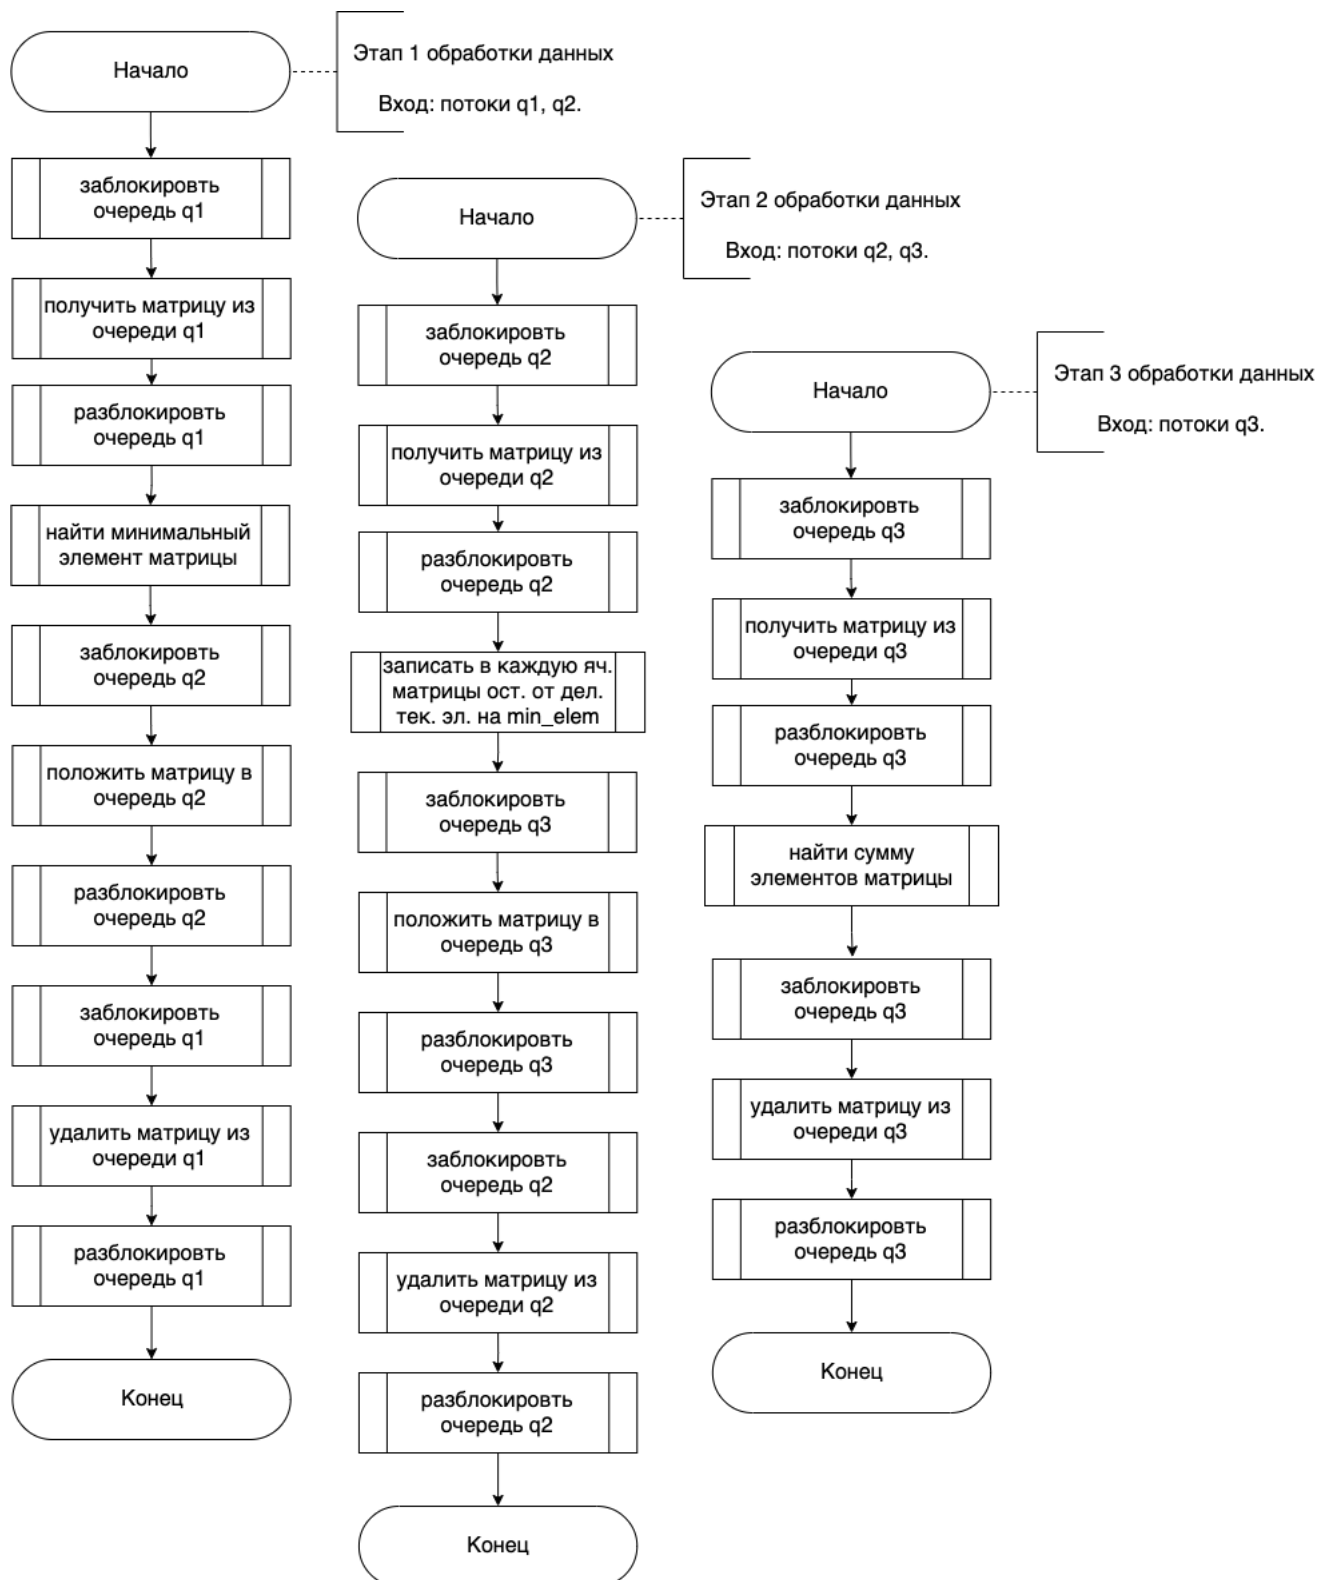 Начало
Этап 1 обработки данных
Вход: потоки q1, q2.
заблокировть
очередь q1
получить матрицу из
очереди q1
разблокировть
очередь q1
найти минимальный
элемент матрицы
заблокировть
очередь q2
положить матрицу в
очередь q2
разблокировть
очередь q2
заблокировть
очередь q1
удалить матрицу из
очереди q1
разблокировть
очередь q1
Конец
Начало
Этап 2 обработки данных
Вход: потоки q2, q3.
заблокировть
очередь q2
получить матрицу из
очереди q2
разблокировть
очередь q2
записать в каждую яч.
матрицы ост. от дел.
тек. эл. на min_elem
заблокировть
очередь q3
положить матрицу в
очередь q3
разблокировть
очередь q3
заблокировть
очередь q2
удалить матрицу из
очереди q2
разблокировть
очередь q2
Конец
Начало
Этап 3 обработки данных
Вход: потоки q3.
заблокировть
очередь q3
получить матрицу из
очереди q3
разблокировть
очередь q3
найти сумму
элементов матрицы
заблокировть
очередь q3
удалить матрицу из
очереди q3
разблокировть
очередь q3
Конец